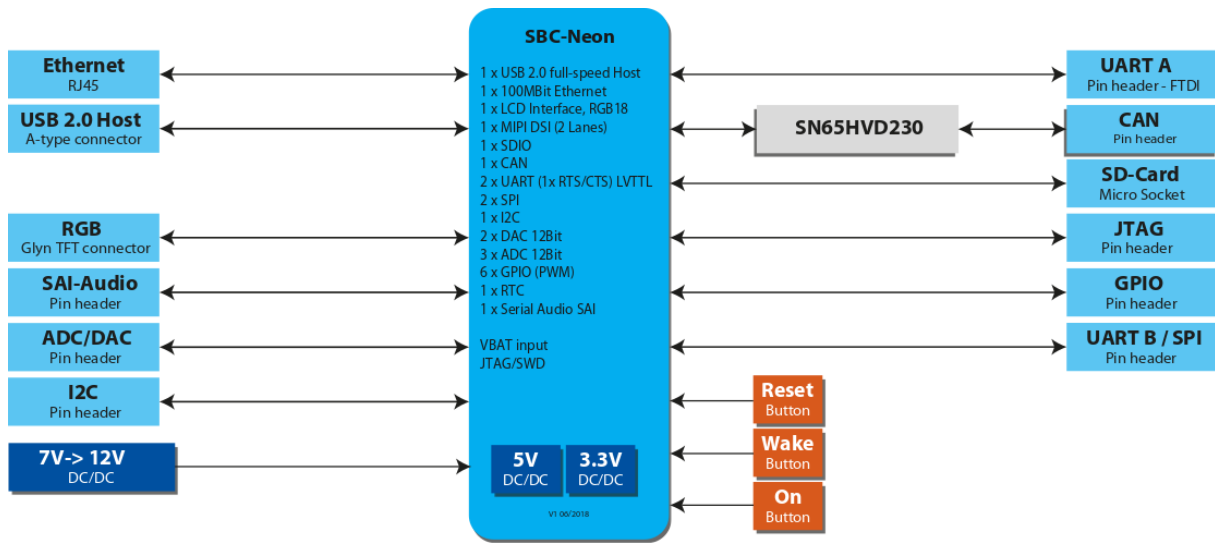 SBC-Neon
1 x USB 2.0 full-speed Host
1 x 100MBit Ethernet
1 x LCD Interface, RGB18
1 x MIPI DSI (2 Lanes)
1 x SDIO
1 x CAN
2 x UART (1x RTS/CTS) LVTTL
2 x SPI
1 x I2C
2 x DAC 12Bit
3 x ADC 12Bit
6 x GPIO (PWM)
1 x RTC
1 x Serial Audio SAI
VBAT input
JTAG/SWD
5V
DC/DC
3.3V
DC/DC
V1 06/2018
Ethernet
RJ45
USB 2.0 Host
A-type connector
RGB
Glyn TFT connector
SAI-Audio
Pin header
ADC/DAC
Pin header
I2C
Pin header
7V-> 12V
DC/DC
UART A
Pin header - FTDI
SN65HVD230
CAN
Pin header
SD-Card
Micro Socket
JTAG
Pin header
GPIO
Pin header
UART B / SPI
Pin header
Reset
Button
Wake
Button
On
Button